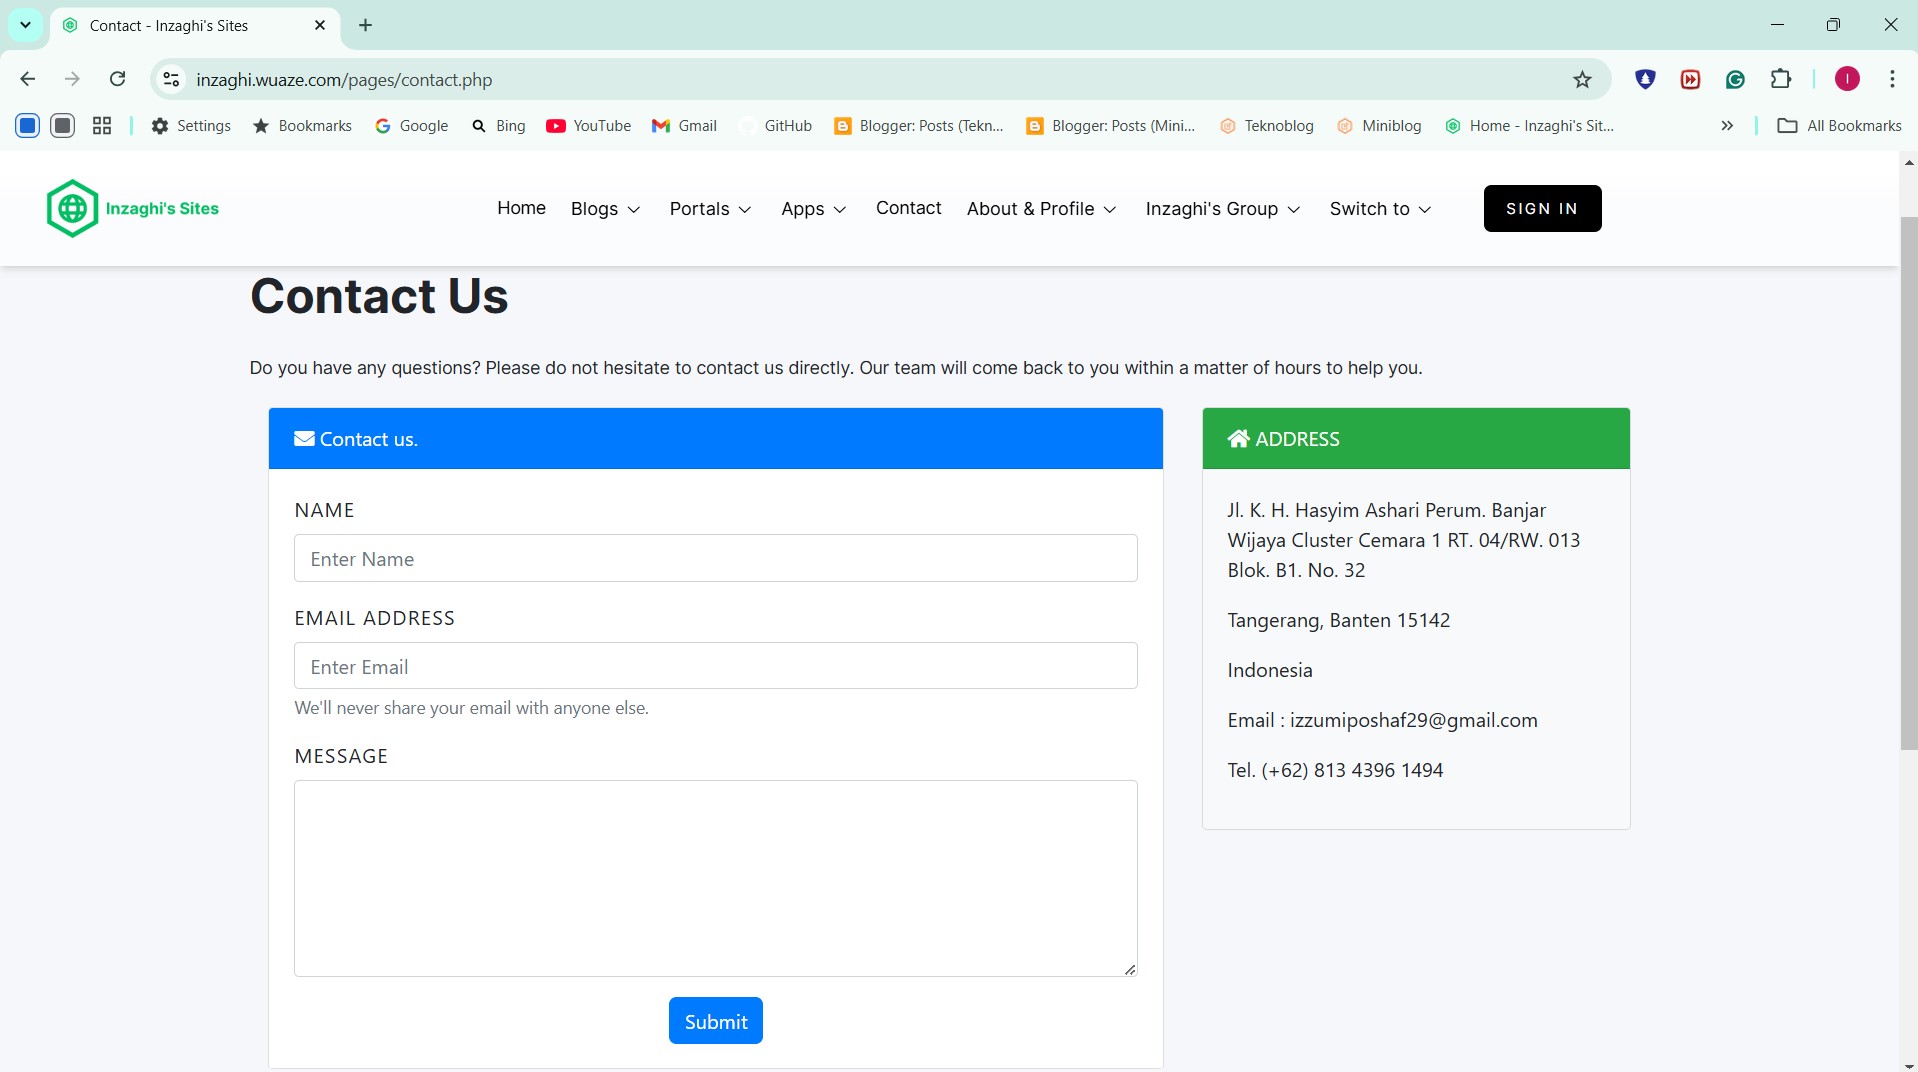 Contact - Inzaghi's Sites
inzaghi.wuaze.com/pages/contact.php
I
Settings
Bookmarks
Google
Bing
YouTube
Gmail
GitHub
Blogger: Posts (Tekn...
Blogger: Posts (Mini...
Teknoblog
Miniblog
Home - Inzaghi's Sit...
All Bookmarks
Inzaghi's Sites
Home
Blogs
Portals
Apps
Contact
About & Profile
Inzaghi's Group
Switch to
SIGN IN
Contact Us
Do you have any questions? Please do not hesitate to contact us directly. Our team will come back to you within a matter of hours to help you.
Contact us.
NAME
Enter Name
EMAIL ADDRESS
Enter Email
We'll never share your email with anyone else.
MESSAGE
Submit
ADDRESS
Jl. K. H. Hasyim Ashari Perum. Banjar
Wijaya Cluster Cemara 1 RT. 04/RW. 013
Blok. B1. No. 32
Tangerang, Banten 15142
Indonesia
Email : izzumiposhaf29@gmail.com
Tel. (+62) 813 4396 1494